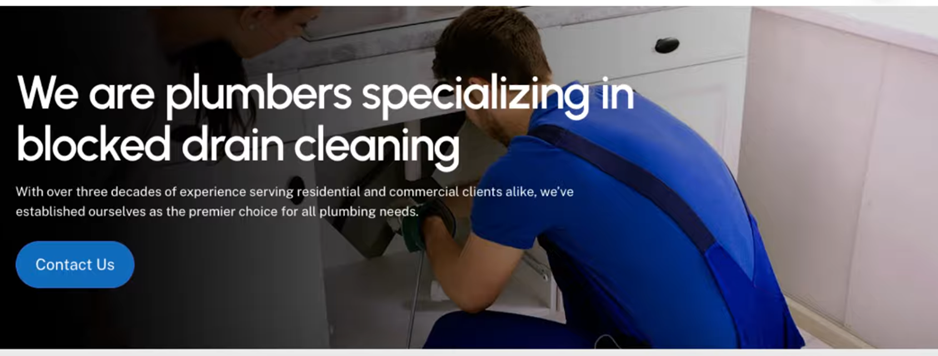 We are plumbers specializing in
blocked drain cleaning
With over three decades of experience serving residential and commercial clients alike, we've
established ourselves as the premier choice for all plumbing needs.
Contact Us